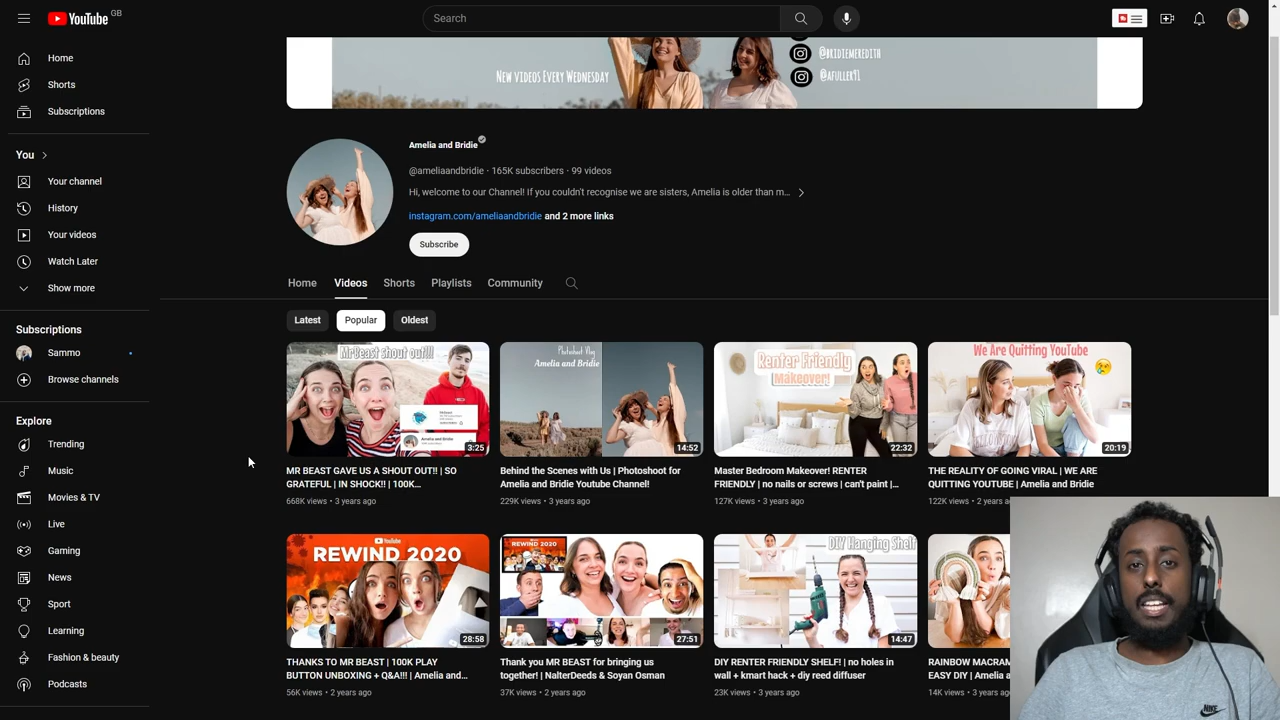 YouTube GB
Search
Home
Shorts
Subscriptions
You
Your channel
History
Your videos
Watch Later
Show more
Subscriptions
Sammo
Browse channels
Explore
Trending
Music
Movies & TV
Live
Gaming
News
Sport
Learning
Fashion & beauty
Podcasts
New videos Every Wednesday
@bridiemeredith
@afuller91
Amelia and Bridie
@ameliaandbridie · 165K subscribers · 99 videos
Hi, welcome to our Channel! If you couldn't recognise we are sisters, Amelia is older than m...
instagram.com/ameliaandbridie and 2 more links
Subscribe
Home Videos Shorts Playlists Community
Latest Popular Oldest
MrBeast shout out!!!
3:25
MR BEAST GAVE US A SHOUT OUT!! | SO
GRATEFUL | IN SHOCK!! | 100K...
668K views • 3 years ago
Photoshoot Vlog
Amelia and Bridie
14:52
Behind the Scenes with Us | Photoshoot for
Amelia and Bridie Youtube Channel!
229K views • 3 years ago
Renter Friendly
Makeover!
22:32
Master Bedroom Makeover! RENTER
FRIENDLY | no nails or screws | can't paint |...
127K views • 3 years ago
We Are Quitting YouTube
20:19
THE REALITY OF GOING VIRAL | WE ARE
QUITTING YOUTUBE | Amelia and Bridie
122K views • 2 years a
YouTube
REWIND 2020
28:58
THANKS TO MR BEAST | 100K PLAY
BUTTON UNBOXING + Q&A!!! | Amelia and...
56K views • 2 years ago
REWIND 2020
27:51
Thank you MR BEAST for bringing us
together! | NalterDeeds & Soyan Osman
37K views • 2 years ago
DIY Hanging Shelf
14:47
DIY RENTER FRIENDLY SHELF! | no holes in
wall + kmart hack + diy reed diffuser
23K views • 3 years ago
RAINBOW MACRAM
EASY DIY | Amelia a
14K views • 3 years
NIKE